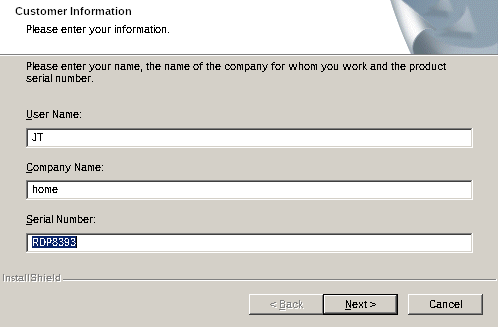 Customer Information
Please enter your information.
Please enter your name, the name of the company for whom you work and the product
serial number.
User Name:
JT
Company Name:
home
Serial Number:
RDP8393
InstallShield
< Back
Next >
Cancel